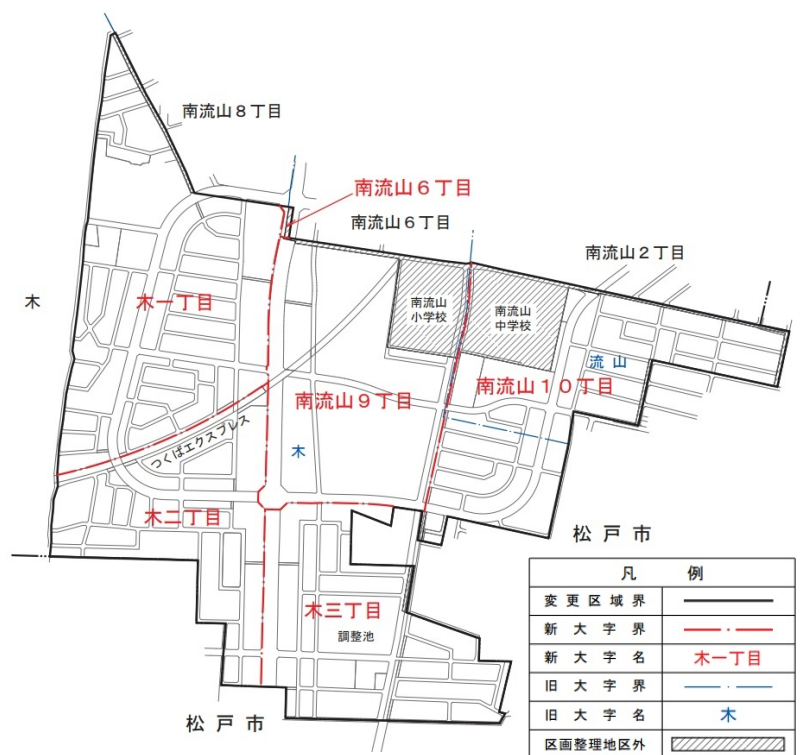 南流山８丁目
南流山６丁目
南流山６丁目
南流山２丁目
木
木一丁目
南流山
小学校
南流山
中学校
流山
南流山９丁目
南流山１０丁目
つくばエクスプレス
木
木二丁目
松戸市
木三丁目
調整池
松戸市
凡例
変更区域界
新大字界
新大字名 木一丁目
旧大字界
旧大字名 木
区画整理地区外